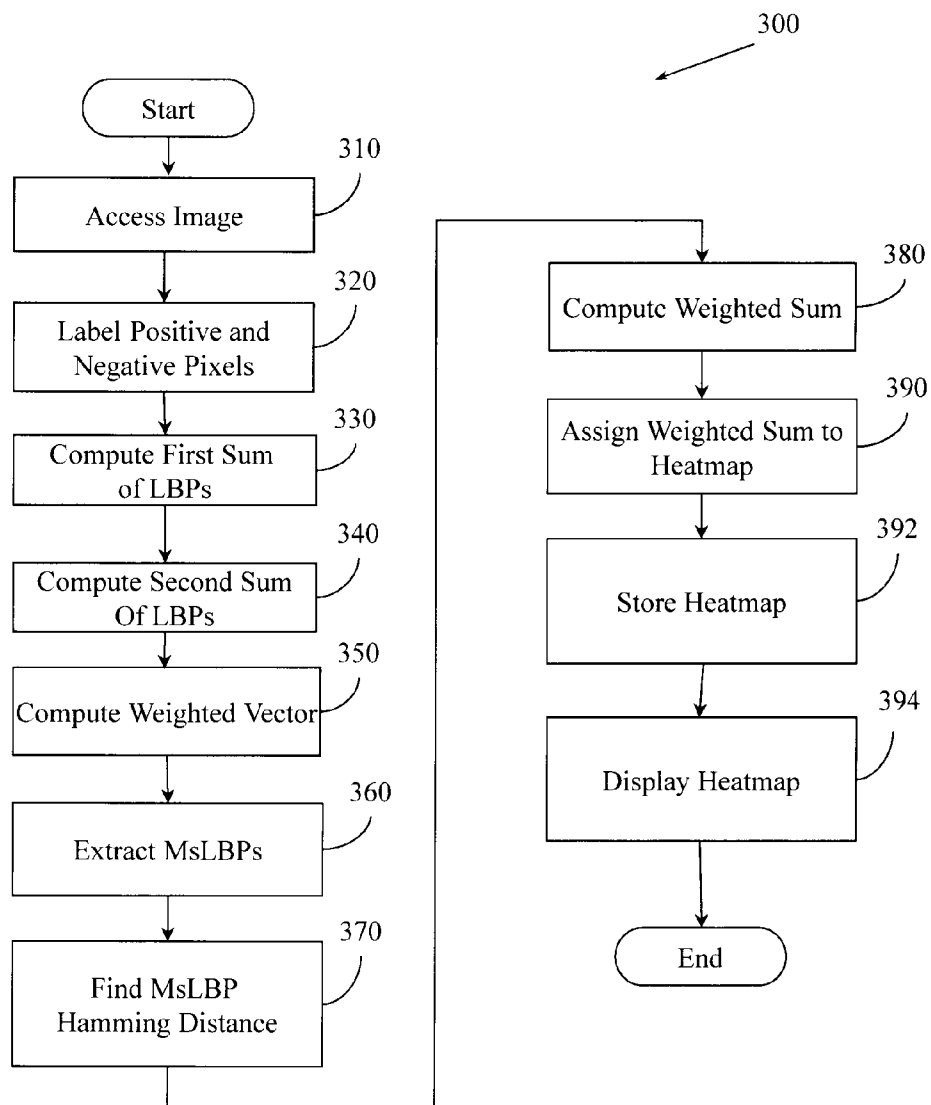 300
Start
310
Access Image
320
Label Positive and
Negative Pixels
330
Compute First Sum
of LBPs
340
Compute Second Sum
Of LBPs
350
Compute Weighted Vector
360
Extract MsLBPs
370
Find MsLBP
Hamming Distance
380
Compute Weighted Sum
390
Assign Weighted Sum to
Heatmap
392
Store Heatmap
394
Display Heatmap
End